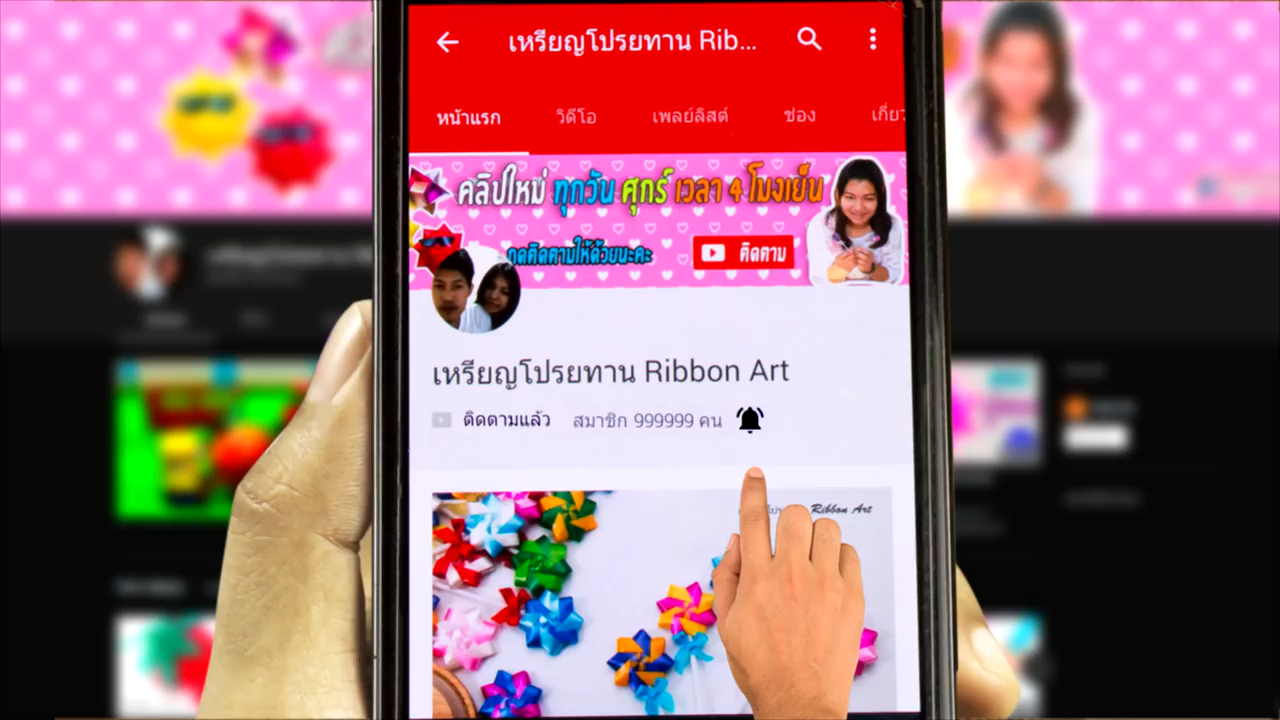 เหรียญโปรยทาน Rib...
หน้าแรก วิดีโอ เพลย์ลิสต์ ช่อง เกี่ยว
คลิปใหม่ ทุกวัน ศุกร์ เวลา 4 โมงเย็น
กดติดตามให้ด้วยนะคะ ติดตาม
เหรียญโปรยทาน Ribbon Art
ติดตามแล้ว สมาชิก 999999 คน
Ribbon Art